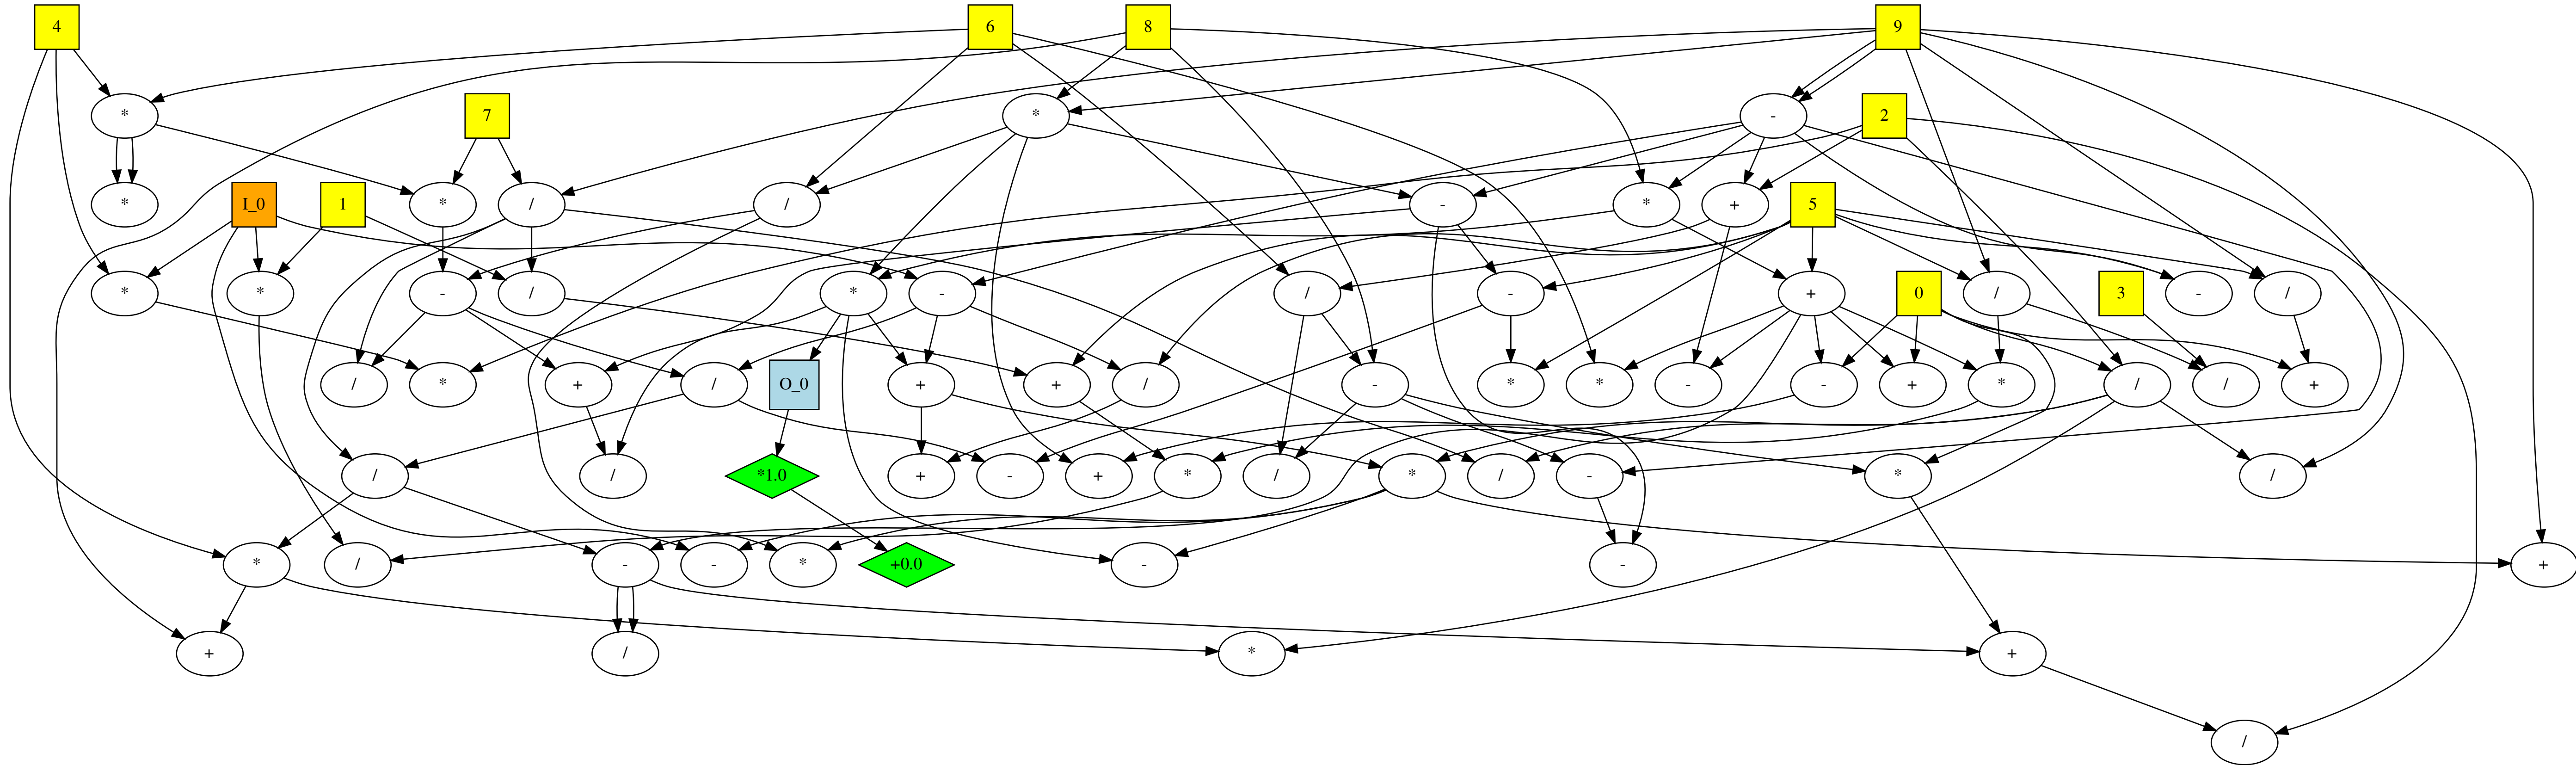 4 6 8 9
* 7 * - 2
* I_0 1 * / / - * + 5
* * - / * - / - + 0 / 3 - /
/ * + / O_0 + + / - * * - - + * / / +
/ / *1.0 + - + * / * / - * /
* / - - * +0.0 - - +
+ / * +
/